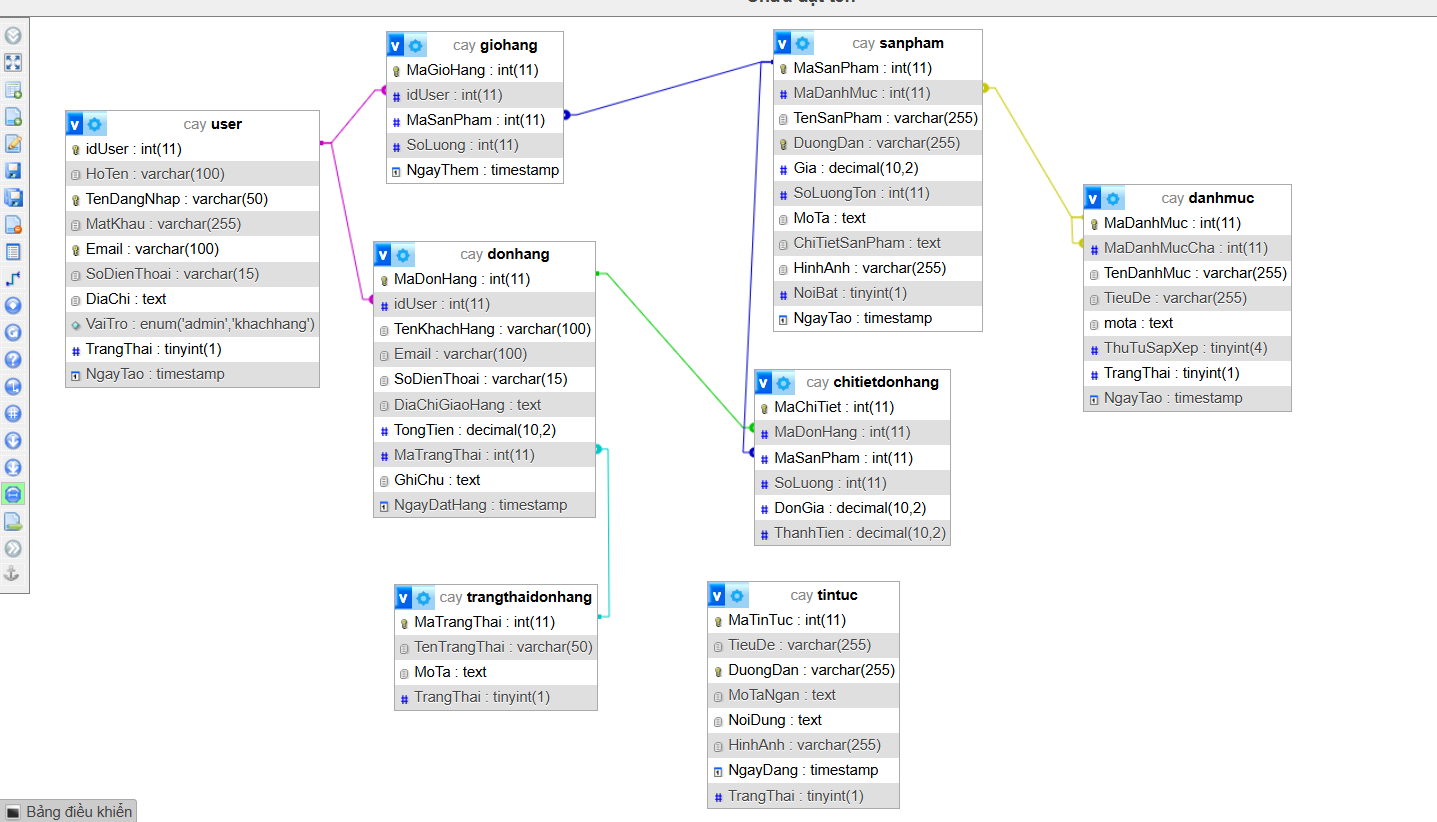 cay user
idUser : int(11)
HoTen : varchar(100)
TenDangNhap : varchar(50)
MatKhau : varchar(255)
Email : varchar(100)
SoDienThoai : varchar(15)
DiaChi : text
VaiTro : enum('admin','khachhang')
TrangThai : tinyint(1)
NgayTao : timestamp
cay giohang
MaGioHang : int(11)
idUser : int(11)
MaSanPham : int(11)
SoLuong : int(11)
NgayThem : timestamp
cay donhang
MaDonHang : int(11)
idUser : int(11)
TenKhachHang : varchar(100)
Email : varchar(100)
SoDienThoai : varchar(15)
DiaChiGiaoHang : text
TongTien : decimal(10,2)
MaTrangThai : int(11)
GhiChu : text
NgayDatHang : timestamp
cay trangthaidonhang
MaTrangThai : int(11)
TenTrangThai : varchar(50)
MoTa : text
TrangThai : tinyint(1)
cay sanpham
MaSanPham : int(11)
MaDanhMuc : int(11)
TenSanPham : varchar(255)
DuongDan : varchar(255)
Gia : decimal(10,2)
SoLuongTon : int(11)
MoTa : text
ChiTietSanPham : text
HinhAnh : varchar(255)
NoiBat : tinyint(1)
NgayTao : timestamp
cay chitietdonhang
MaChiTiet : int(11)
MaDonHang : int(11)
MaSanPham : int(11)
SoLuong : int(11)
DonGia : decimal(10,2)
ThanhTien : decimal(10,2)
cay tintuc
MaTinTuc : int(11)
TieuDe : varchar(255)
DuongDan : varchar(255)
MoTaNgan : text
NoiDung : text
HinhAnh : varchar(255)
NgayDang : timestamp
TrangThai : tinyint(1)
cay danhmuc
MaDanhMuc : int(11)
MaDanhMucCha : int(11)
TenDanhMuc : varchar(255)
TieuDe : varchar(255)
mota : text
ThuTuSapXep : tinyint(4)
TrangThai : tinyint(1)
NgayTao : timestamp
Bảng điều khiển